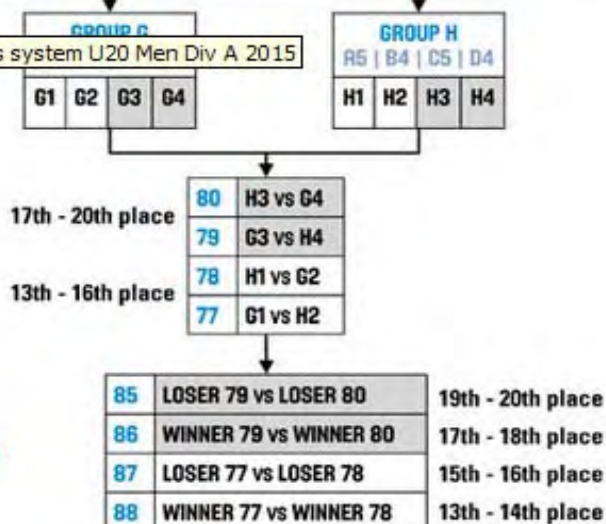 GROUP G
s system U20 Men Div A 2015
G1 G2 G3 G4
GROUP H
A5 | B4 | C5 | D4
H1 H2 H3 H4
17th - 20th place
80 H3 vs G4
79 G3 vs H4
13th - 16th place
78 H1 vs G2
77 G1 vs H2
85 LOSER 79 vs LOSER 80 19th - 20th place
86 WINNER 79 vs WINNER 80 17th - 18th place
87 LOSER 77 vs LOSER 78 15th - 16th place
88 WINNER 77 vs WINNER 78 13th - 14th place